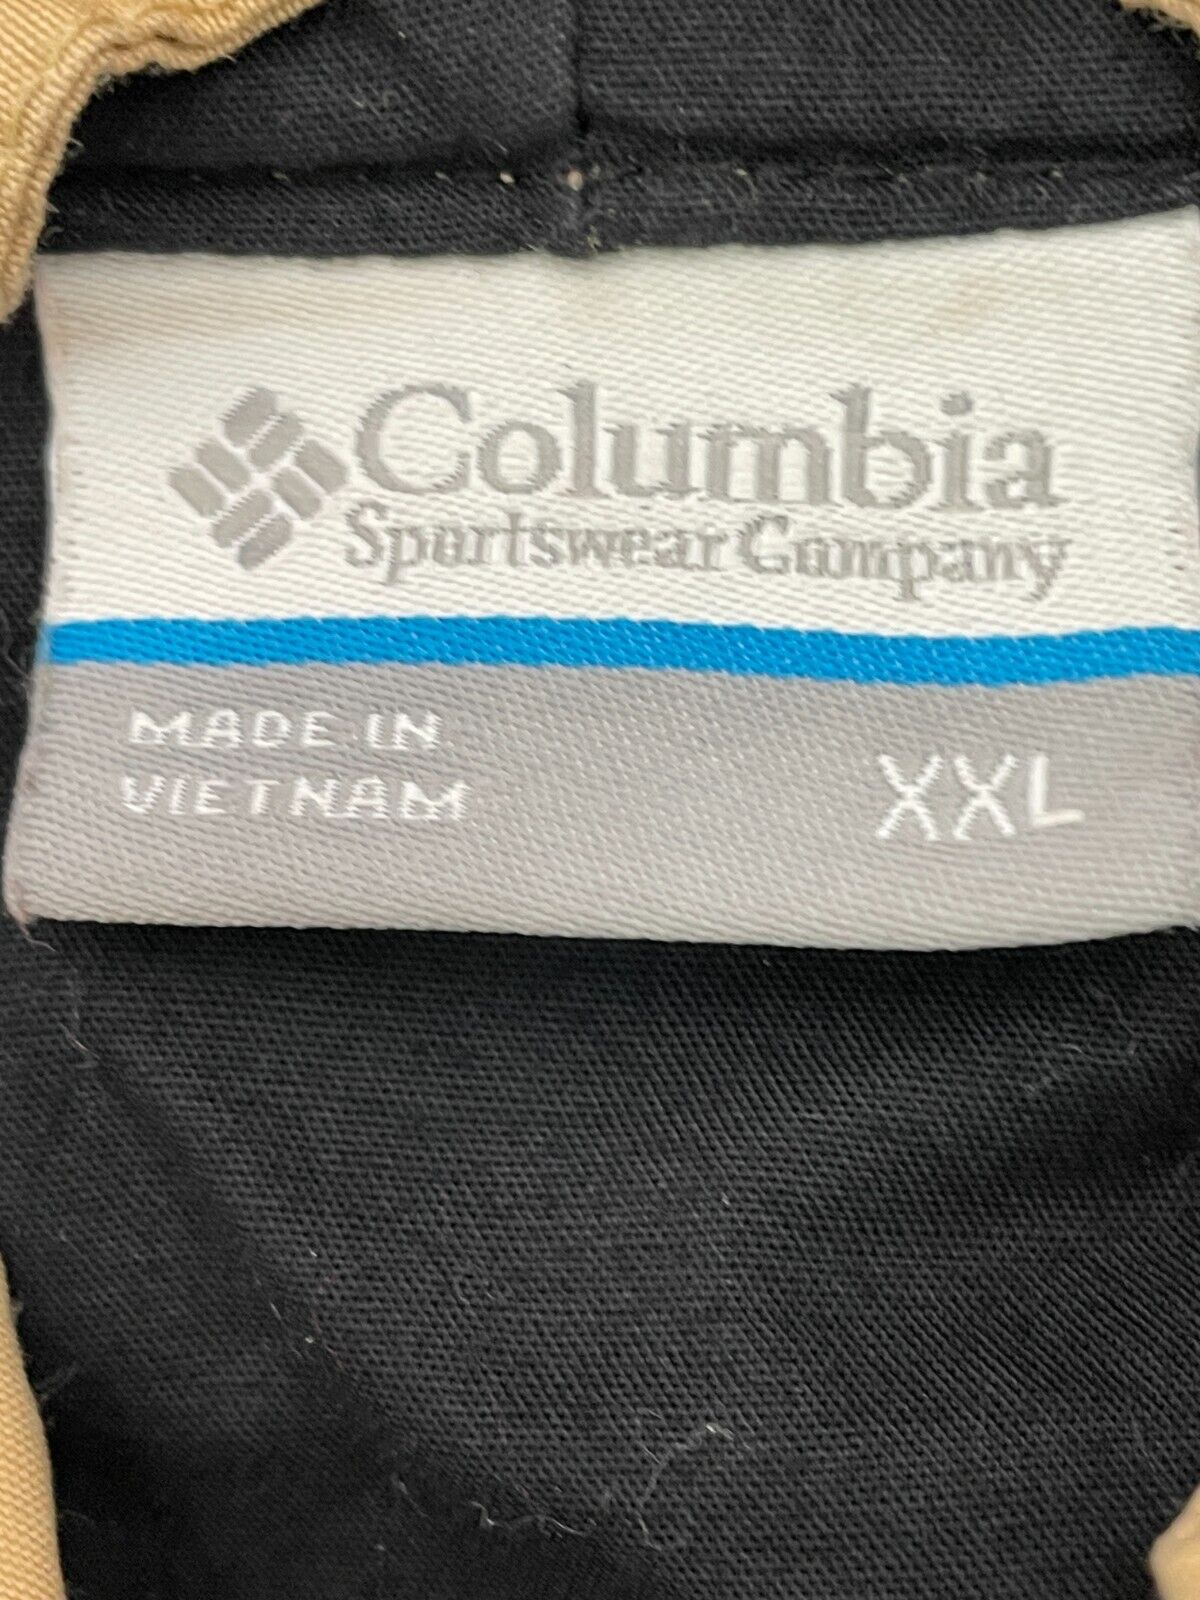 Columbia
Sportswear Company
MADE IN
VIETNAM
XXL